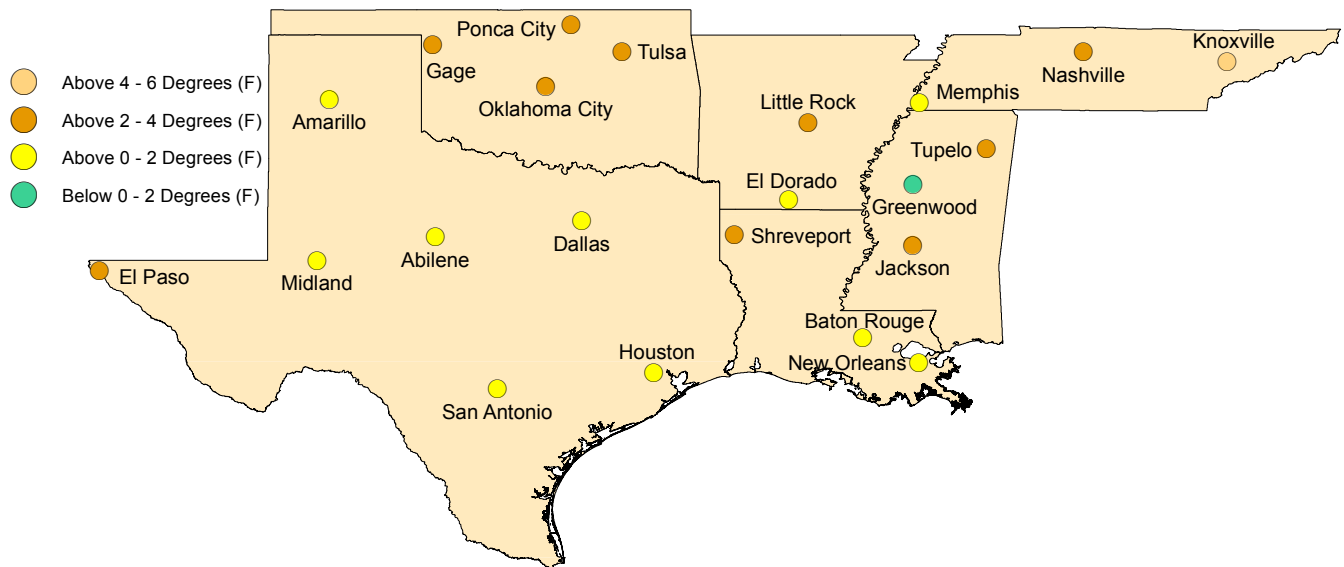 Above 4 - 6 Degrees (F)
Above 2 - 4 Degrees (F)
Above 0 - 2 Degrees (F)
Below 0 - 2 Degrees (F)
Ponca City
Gage
Tulsa
Oklahoma City
Amarillo
Little Rock
Memphis
Nashville
Knoxville
Tupelo
El Dorado
Greenwood
Dallas
Shreveport
Abilene
Jackson
El Paso
Midland
Baton Rouge
Houston
New Orleans
San Antonio